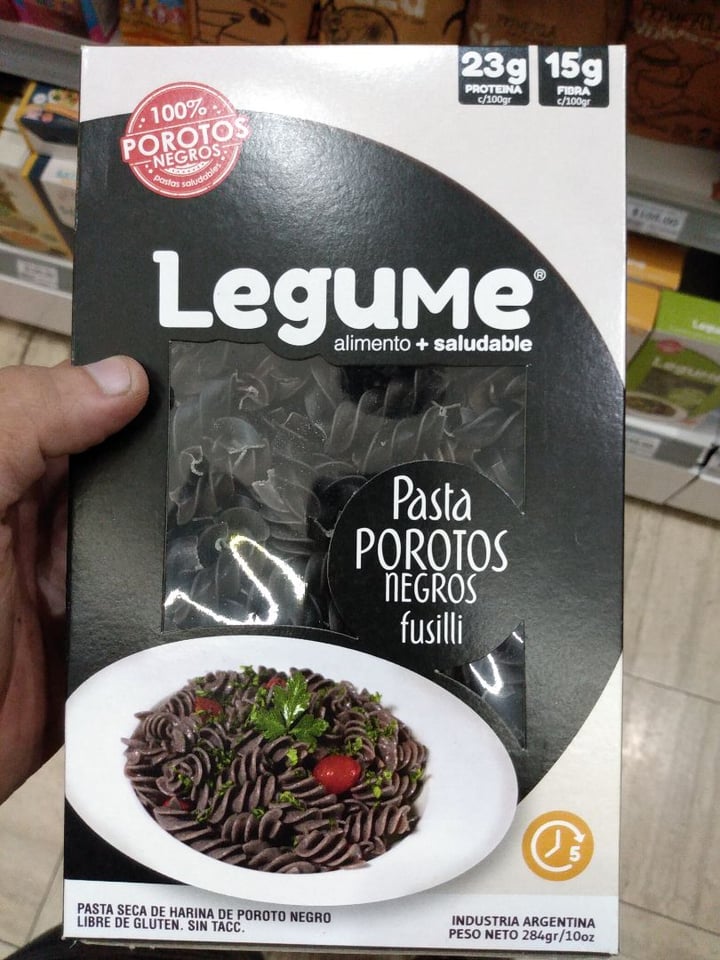 23g
PROTEINA
c/100gr
15g
FIBRA
c/100gr
100%
POROTOS
NEGROS
pastas saludables
Legume®
alimento + saludable
Pasta
POROTOS
NEGROS
fusilli
5
PASTA SECA DE HARINA DE POROTO NEGRO
LIBRE DE GLUTEN. SIN TACC.
INDUSTRIA ARGENTINA
PESO NETO 284gr/10oz
Legume